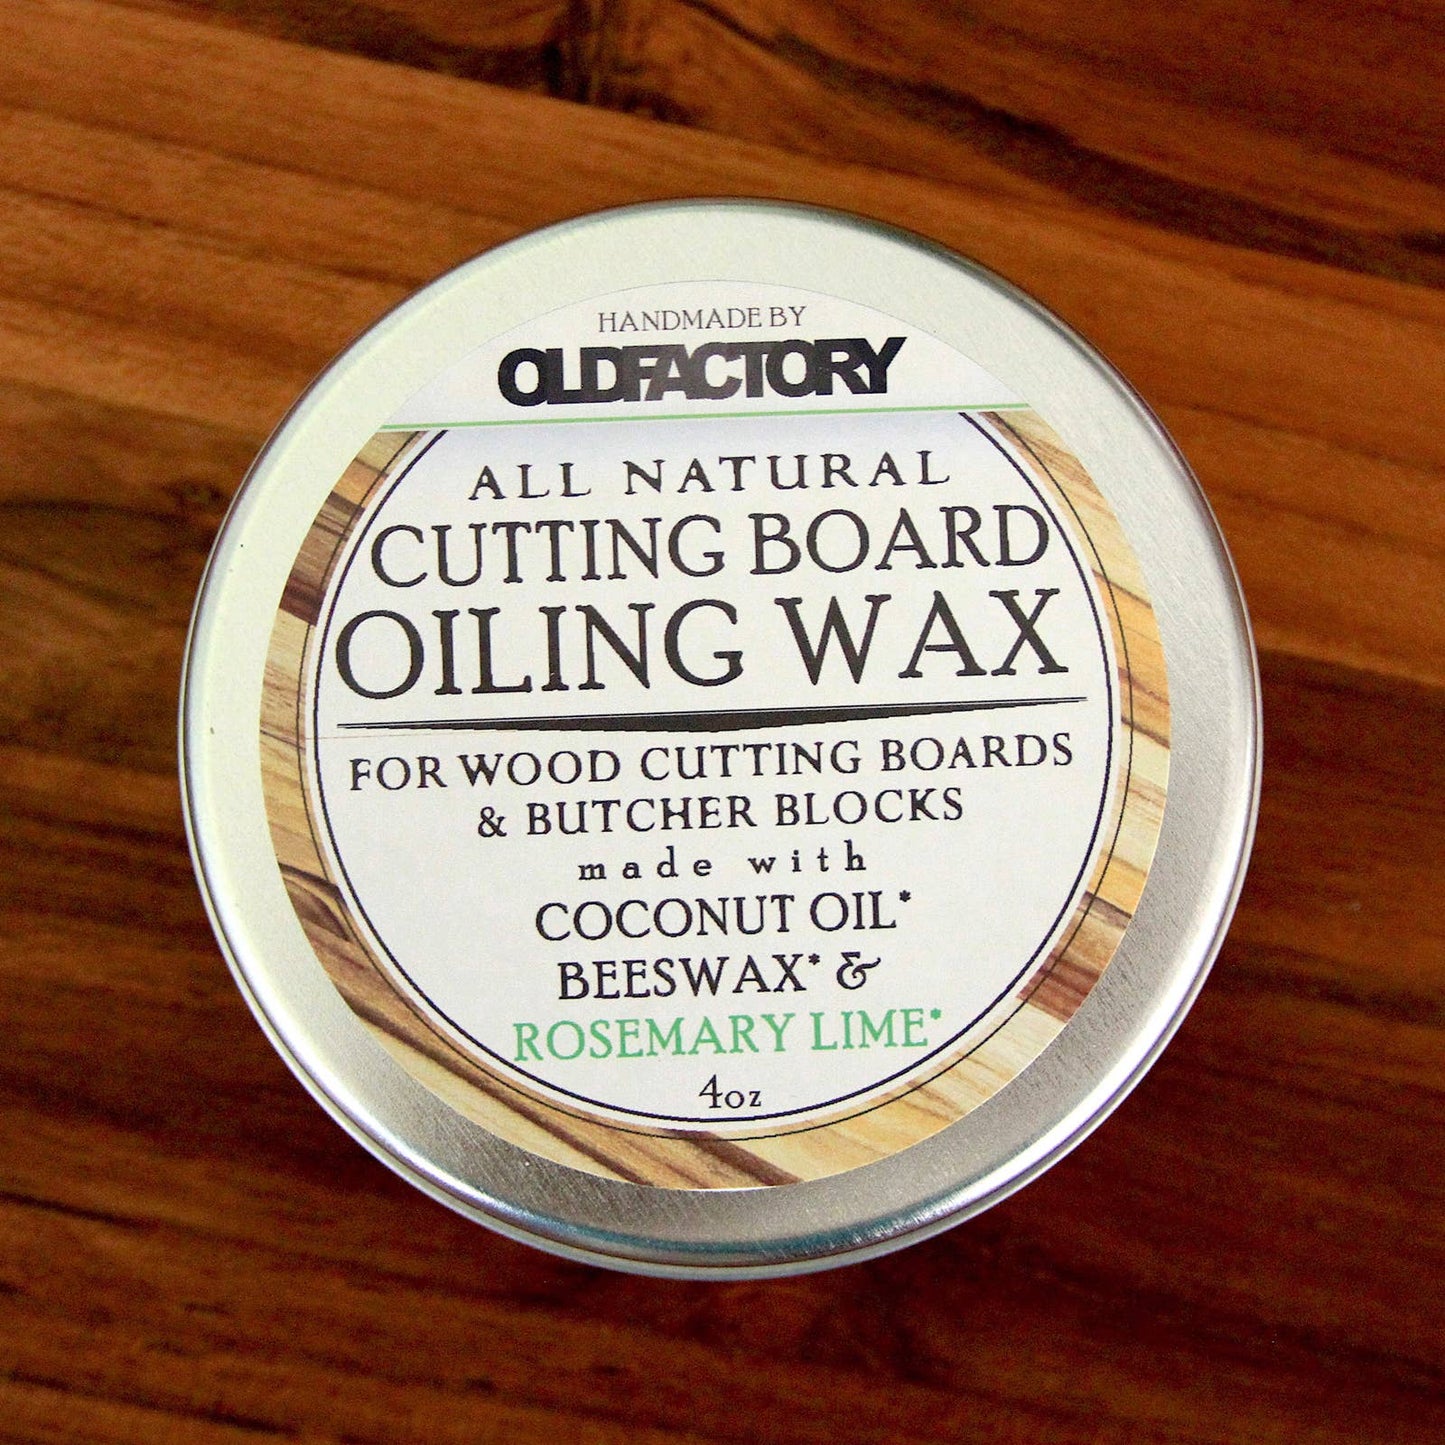 HANDMADE BY
OLDFACTORY
ALL NATURAL
CUTTING BOARD
OILING WAX
FOR WOOD CUTTING BOARDS
& BUTCHER BLOCKS
made with
COCONUT OIL*
BEESWAX* &
ROSEMARY LIME*
4oz